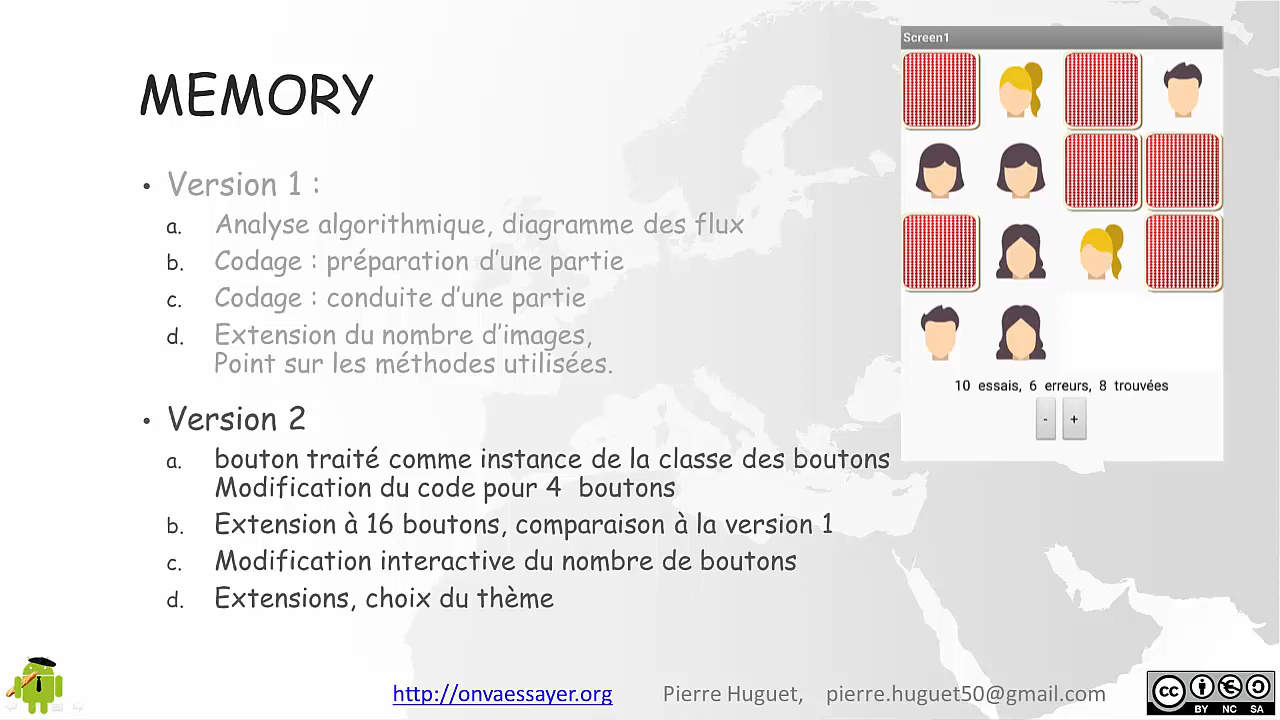 MEMORY
• Version 1 :
a. Analyse algorithmique, diagramme des flux
b. Codage : préparation d’une partie
c. Codage : conduite d’une partie
d. Extension du nombre d’images,
Point sur les méthodes utilisées.
• Version 2
a. bouton traité comme instance de la classe des boutons
Modification du code pour 4 boutons
b. Extension à 16 boutons, comparaison à la version 1
c. Modification interactive du nombre de boutons
d. Extensions, choix du thème
Screen1
10 essais, 6 erreurs, 8 trouvées
- +
http://onvaessayer.org Pierre Huguet, pierre.huguet50@gmail.com
cc BY NC SA